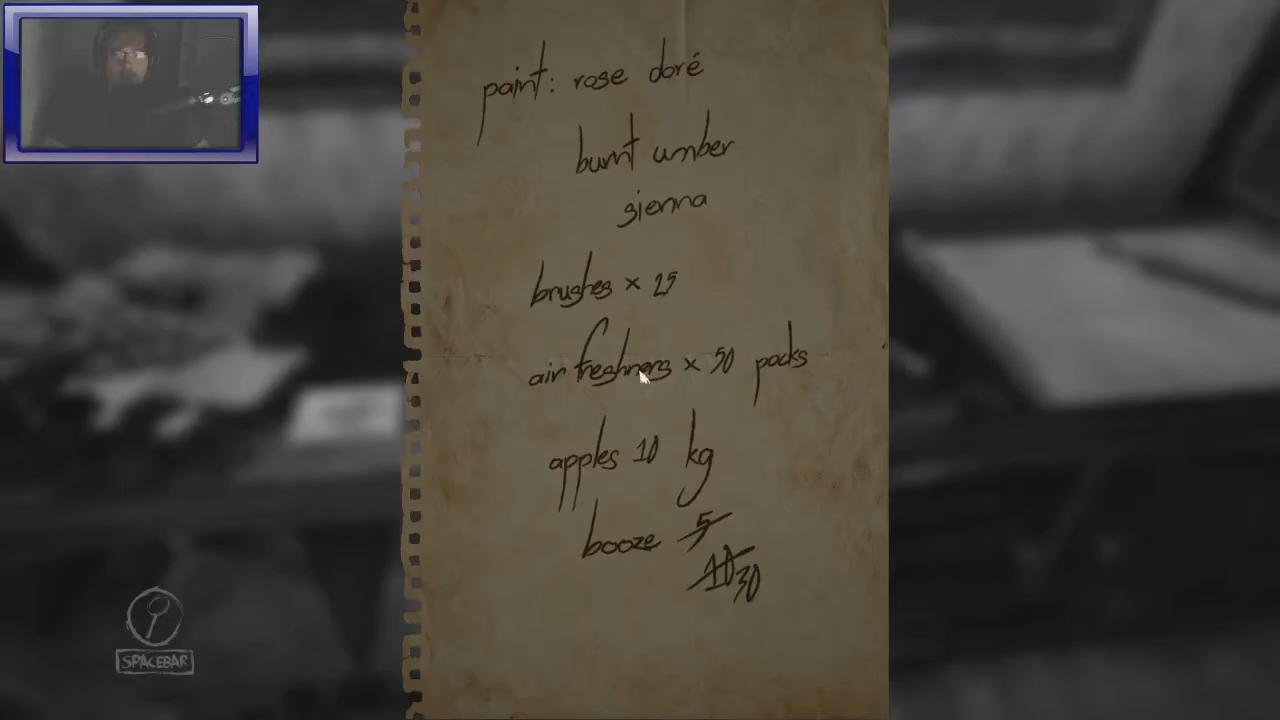 paint: rose doré
burnt umber
sienna
brushes × 25
air freshners × 50 packs
apples 10 kg
booze 5
10 30
SPACEBAR